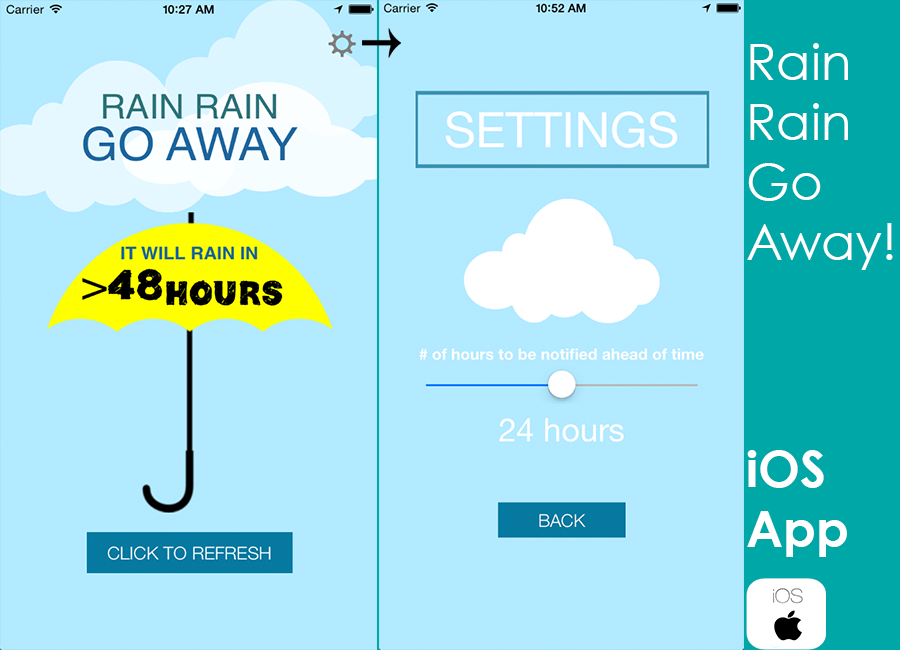 Carrier 10:27 AM
RAIN RAIN
GO AWAY
IT WILL RAIN IN
>48HOURS
CLICK TO REFRESH
Carrier 10:52 AM
SETTINGS
# of hours to be notified ahead of time
24 hours
BACK
Rain
Rain
Go
Away!
iOS
App
iOS